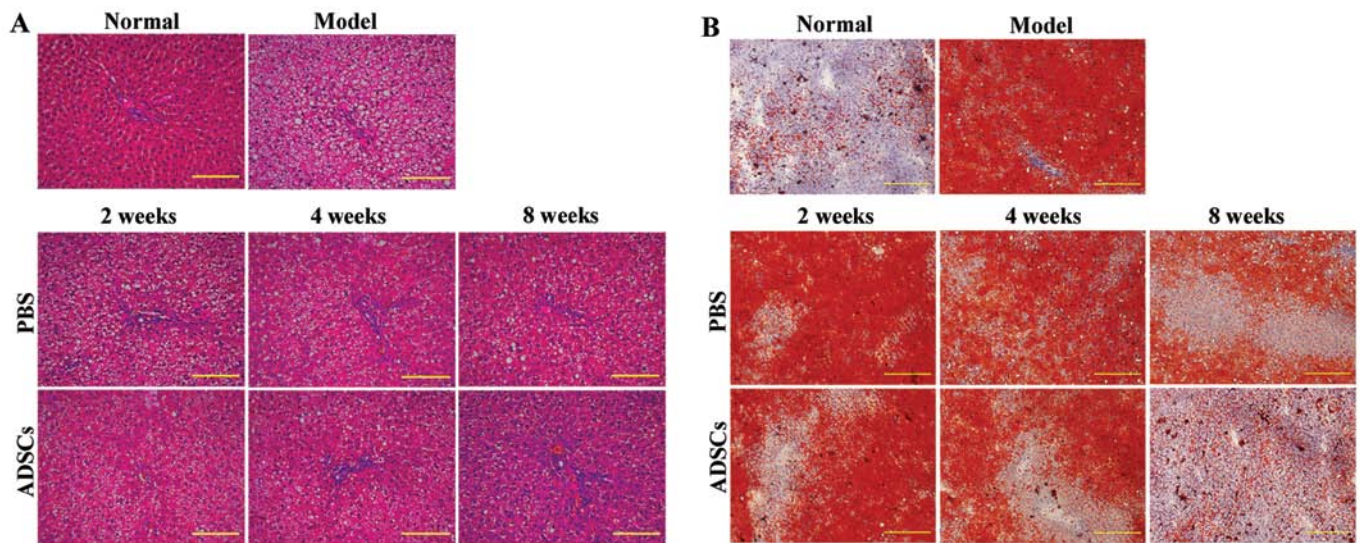 A
Normal
Model
2 weeks
4 weeks
8 weeks
PBS
ADSCs
B
Normal
Model
2 weeks
4 weeks
8 weeks
PBS
ADSCs